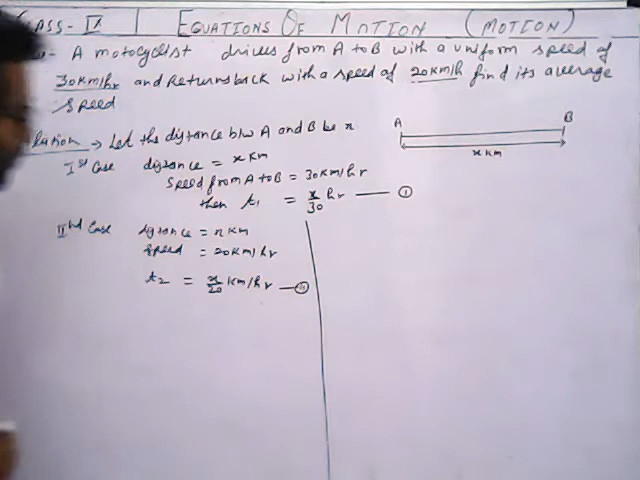 CLASS-IX EQUATIONS OF MOTION (MOTION)
A motocyclist drives from A to B with a uniform speed of
30km/hr and Returns back with a speed of 20km/h find its average
speed
lution → Let the distance b/w A and B be x
A B
x km
Ist Case distance = x km
Speed from A to B = 30km/hr
then t1 = x/30 hr — ①
IInd Case distance = x km
speed = 20km/hr
t2 = x/20 km/hr — ②